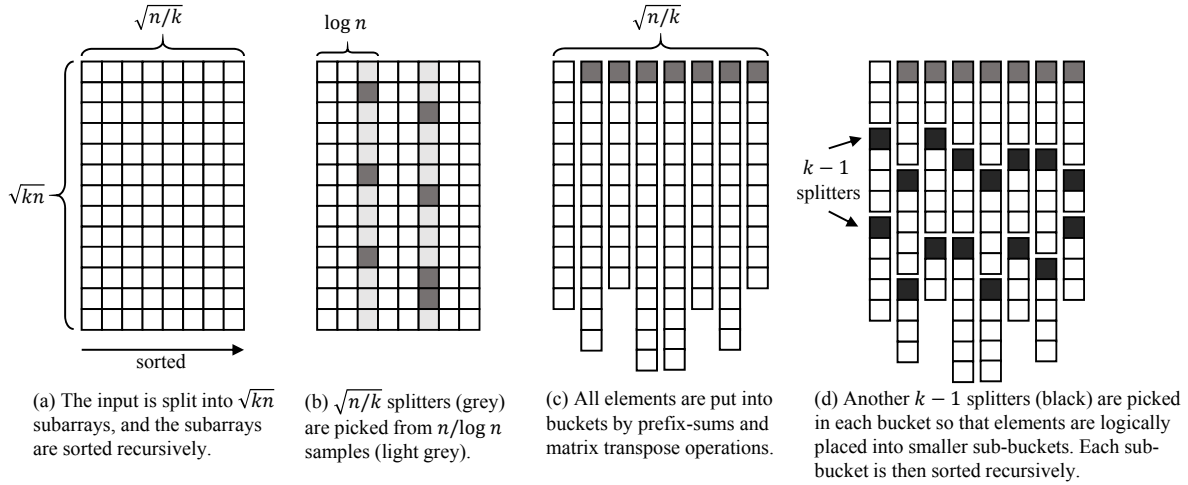 √n/k
√kn
sorted
(a) The input is split into √kn
subarrays, and the subarrays
are sorted recursively.
log n
(b) √n/k splitters (grey)
are picked from n/log n
samples (light grey).
√n/k
(c) All elements are put into
buckets by prefix-sums and
matrix transpose operations.
k − 1
splitters
(d) Another k − 1 splitters (black) are picked
in each bucket so that elements are logically
placed into smaller sub-buckets. Each sub-
bucket is then sorted recursively.